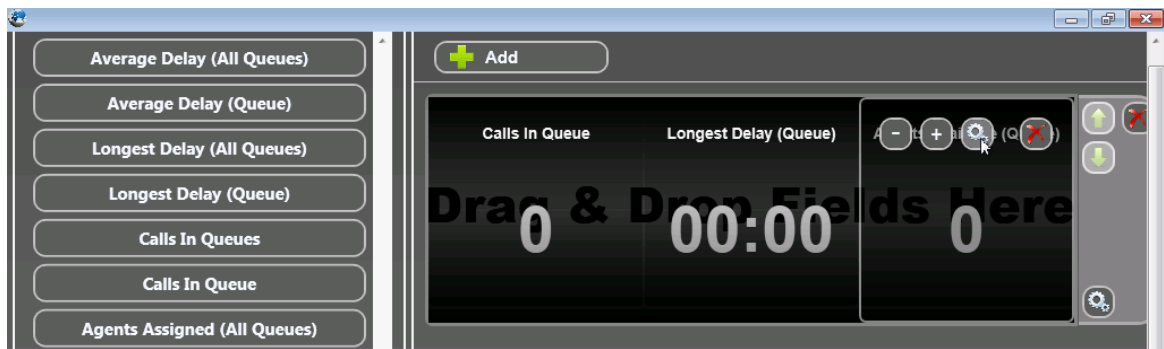 Average Delay (All Queues)
Average Delay (Queue)
Longest Delay (All Queues)
Longest Delay (Queue)
Calls In Queues
Calls In Queue
Agents Assigned (All Queues)
Add
Calls In Queue
Longest Delay (Queue)
Drag & Drop Fields Here
0
00:00
0